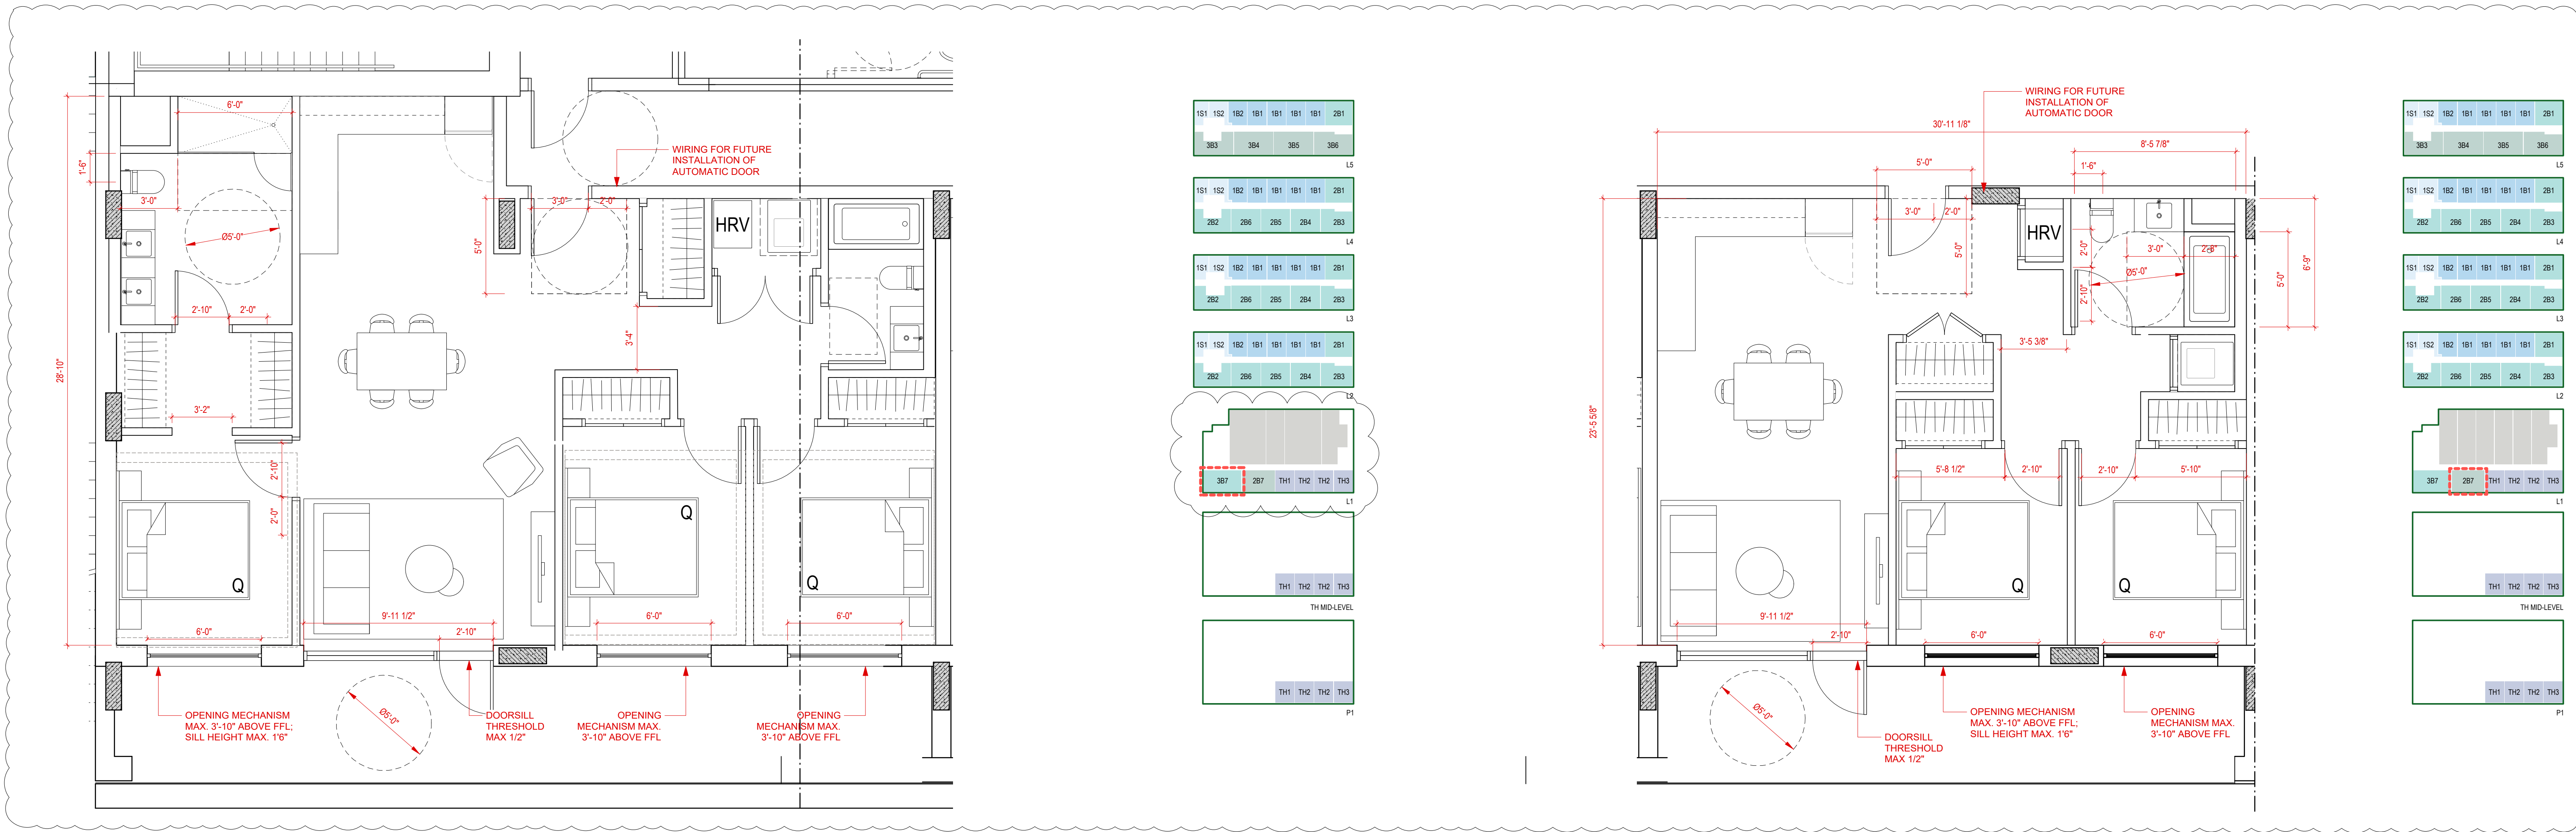 6'-0"
1'-6"
3'-0"
Ø5'-0"
2'-10"
2'-0"
28'-10"
3'-2"
2'-10"
2'-0"
Q
6'-0"
9'-11 1/2"
2'-10"
WIRING FOR FUTURE
INSTALLATION OF
AUTOMATIC DOOR
3'-0"
2'-0"
5'-0"
HRV
3'-4"
Q
Q
6'-0"
6'-0"
OPENING MECHANISM
MAX. 3'-10" ABOVE FFL;
SILL HEIGHT MAX. 1'6"
Ø5'-0"
DOORSILL
THRESHOLD
MAX 1/2"
OPENING
MECHANISM MAX.
3'-10" ABOVE FFL
OPENING
MECHANISM MAX.
3'-10" ABOVE FFL
1S1 1S2 1B2 1B1 1B1 1B1 1B1 2B1
3B3 3B4 3B5 3B6
L5
1S1 1S2 1B2 1B1 1B1 1B1 1B1 2B1
2B2 2B6 2B5 2B4 2B3
L4
1S1 1S2 1B2 1B1 1B1 1B1 1B1 2B1
2B2 2B6 2B5 2B4 2B3
L3
1S1 1S2 1B2 1B1 1B1 1B1 1B1 2B1
2B2 2B6 2B5 2B4 2B3
L2
3B7 2B7 TH1 TH2 TH2 TH3
L1
TH1 TH2 TH2 TH3
TH MID-LEVEL
TH1 TH2 TH2 TH3
P1
WIRING FOR FUTURE
INSTALLATION OF
AUTOMATIC DOOR
30'-11 1/8"
8'-5 7/8"
5'-0"
1'-6"
3'-0"
2'-0"
5'-0"
HRV
2'-0"
3'-0"
2'-8"
Ø5'-0"
2'-10"
5'-0"
6'-9"
3'-5 3/8"
23'-5 5/8"
5'-8 1/2"
2'-10"
2'-10"
5'-10"
Q
Q
9'-11 1/2"
2'-10"
6'-0"
6'-0"
Ø5'-0"
DOORSILL
THRESHOLD
MAX 1/2"
OPENING MECHANISM
MAX. 3'-10" ABOVE FFL;
SILL HEIGHT MAX. 1'6"
OPENING
MECHANISM MAX.
3'-10" ABOVE FFL
1S1 1S2 1B2 1B1 1B1 1B1 1B1 2B1
3B3 3B4 3B5 3B6
L5
1S1 1S2 1B2 1B1 1B1 1B1 1B1 2B1
2B2 2B6 2B5 2B4 2B3
L4
1S1 1S2 1B2 1B1 1B1 1B1 1B1 2B1
2B2 2B6 2B5 2B4 2B3
L3
1S1 1S2 1B2 1B1 1B1 1B1 1B1 2B1
2B2 2B6 2B5 2B4 2B3
L2
3B7 2B7 TH1 TH2 TH2 TH3
L1
TH1 TH2 TH2 TH3
TH MID-LEVEL
TH1 TH2 TH2 TH3
P1